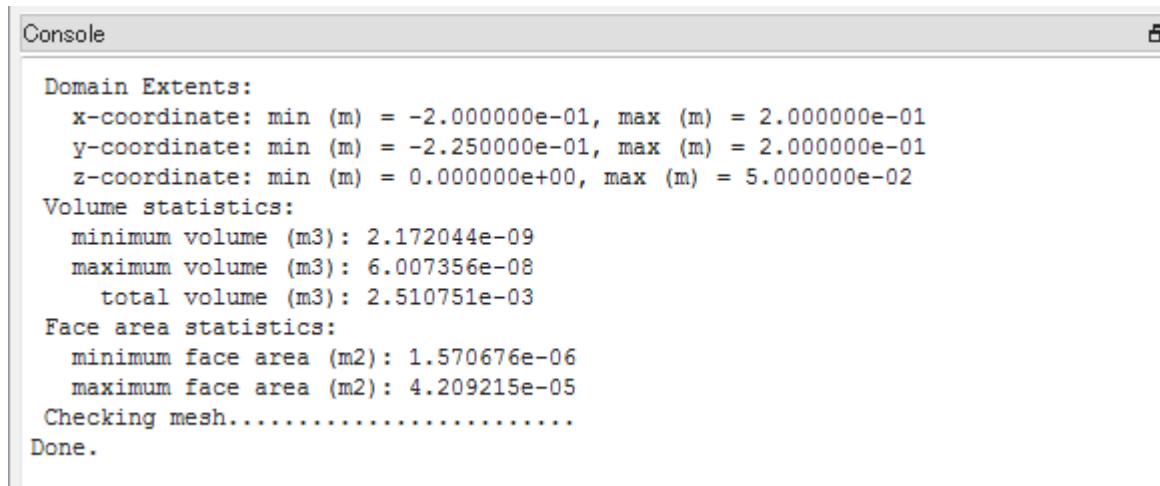 Console
Domain Extents:
x-coordinate: min (m) = -2.000000e-01, max (m) = 2.000000e-01
y-coordinate: min (m) = -2.250000e-01, max (m) = 2.000000e-01
z-coordinate: min (m) = 0.000000e+00, max (m) = 5.000000e-02
Volume statistics:
minimum volume (m3): 2.172044e-09
maximum volume (m3): 6.007356e-08
total volume (m3): 2.510751e-03
Face area statistics:
minimum face area (m2): 1.570676e-06
maximum face area (m2): 4.209215e-05
Checking mesh.........................
Done.